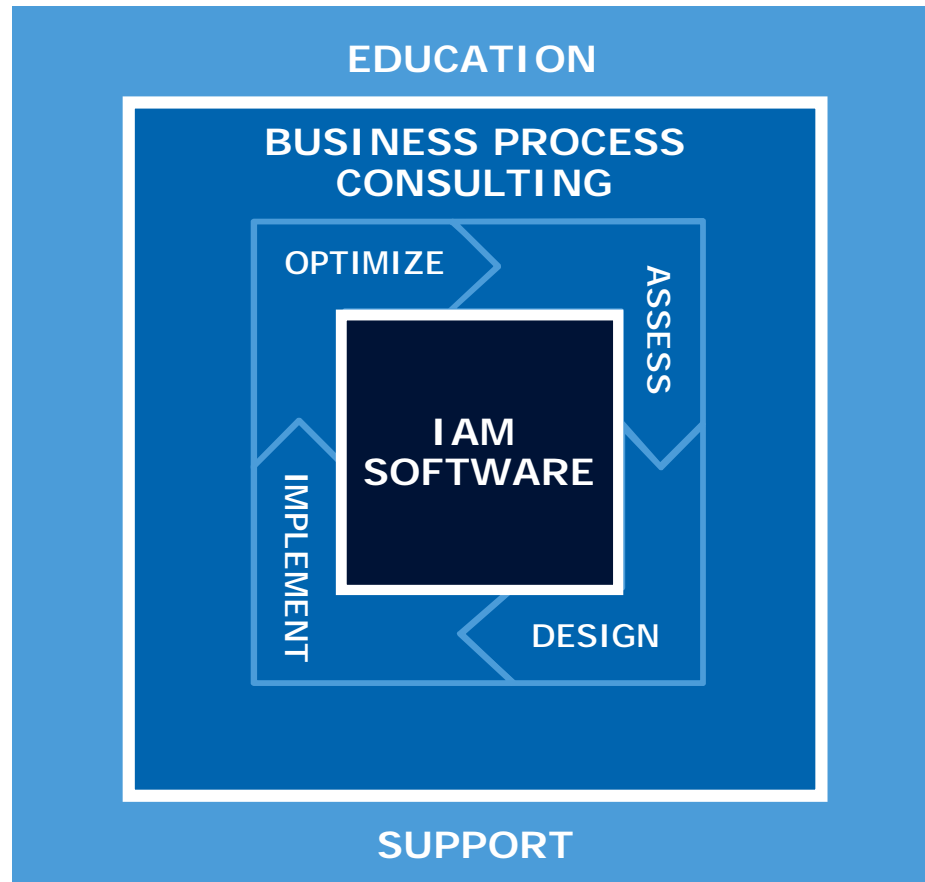 EDUCATION
BUSINESS PROCESS
CONSULTING
OPTIMIZE
ASSESS
IAM
SOFTWARE
IMPLEMENT
DESIGN
SUPPORT